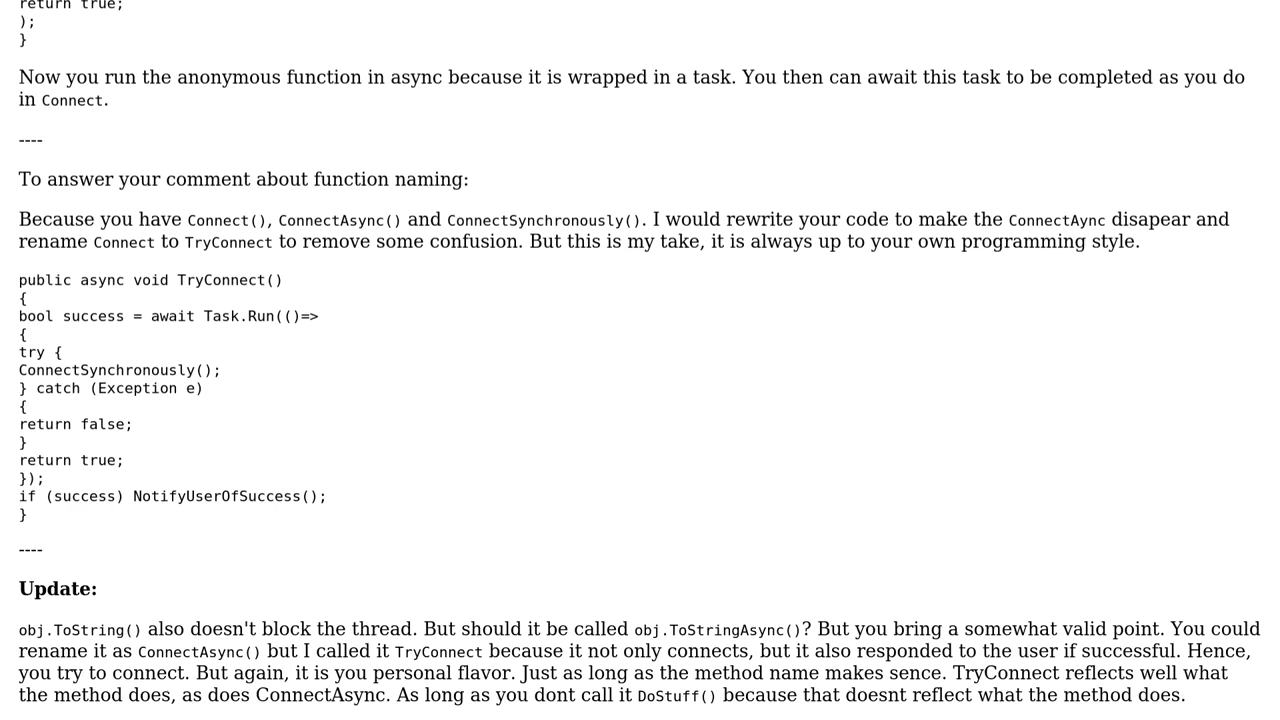 return true;
);
}
Now you run the anonymous function in async because it is wrapped in a task. You then can await this task to be completed as you do
in Connect.
----
To answer your comment about function naming:
Because you have Connect(), ConnectAsync() and ConnectSynchronously(). I would rewrite your code to make the ConnectAync disapear and
rename Connect to TryConnect to remove some confusion. But this is my take, it is always up to your own programming style.
public async void TryConnect()
{
bool success = await Task.Run(()=>
{
try {
ConnectSynchronously();
} catch (Exception e)
{
return false;
}
return true;
});
if (success) NotifyUserOfSuccess();
}
----
Update:
obj.ToString() also doesn't block the thread. But should it be called obj.ToStringAsync()? But you bring a somewhat valid point. You could
rename it as ConnectAsync() but I called it TryConnect because it not only connects, but it also responded to the user if successful. Hence,
you try to connect. But again, it is you personal flavor. Just as long as the method name makes sence. TryConnect reflects well what
the method does, as does ConnectAsync. As long as you dont call it DoStuff() because that doesnt reflect what the method does.